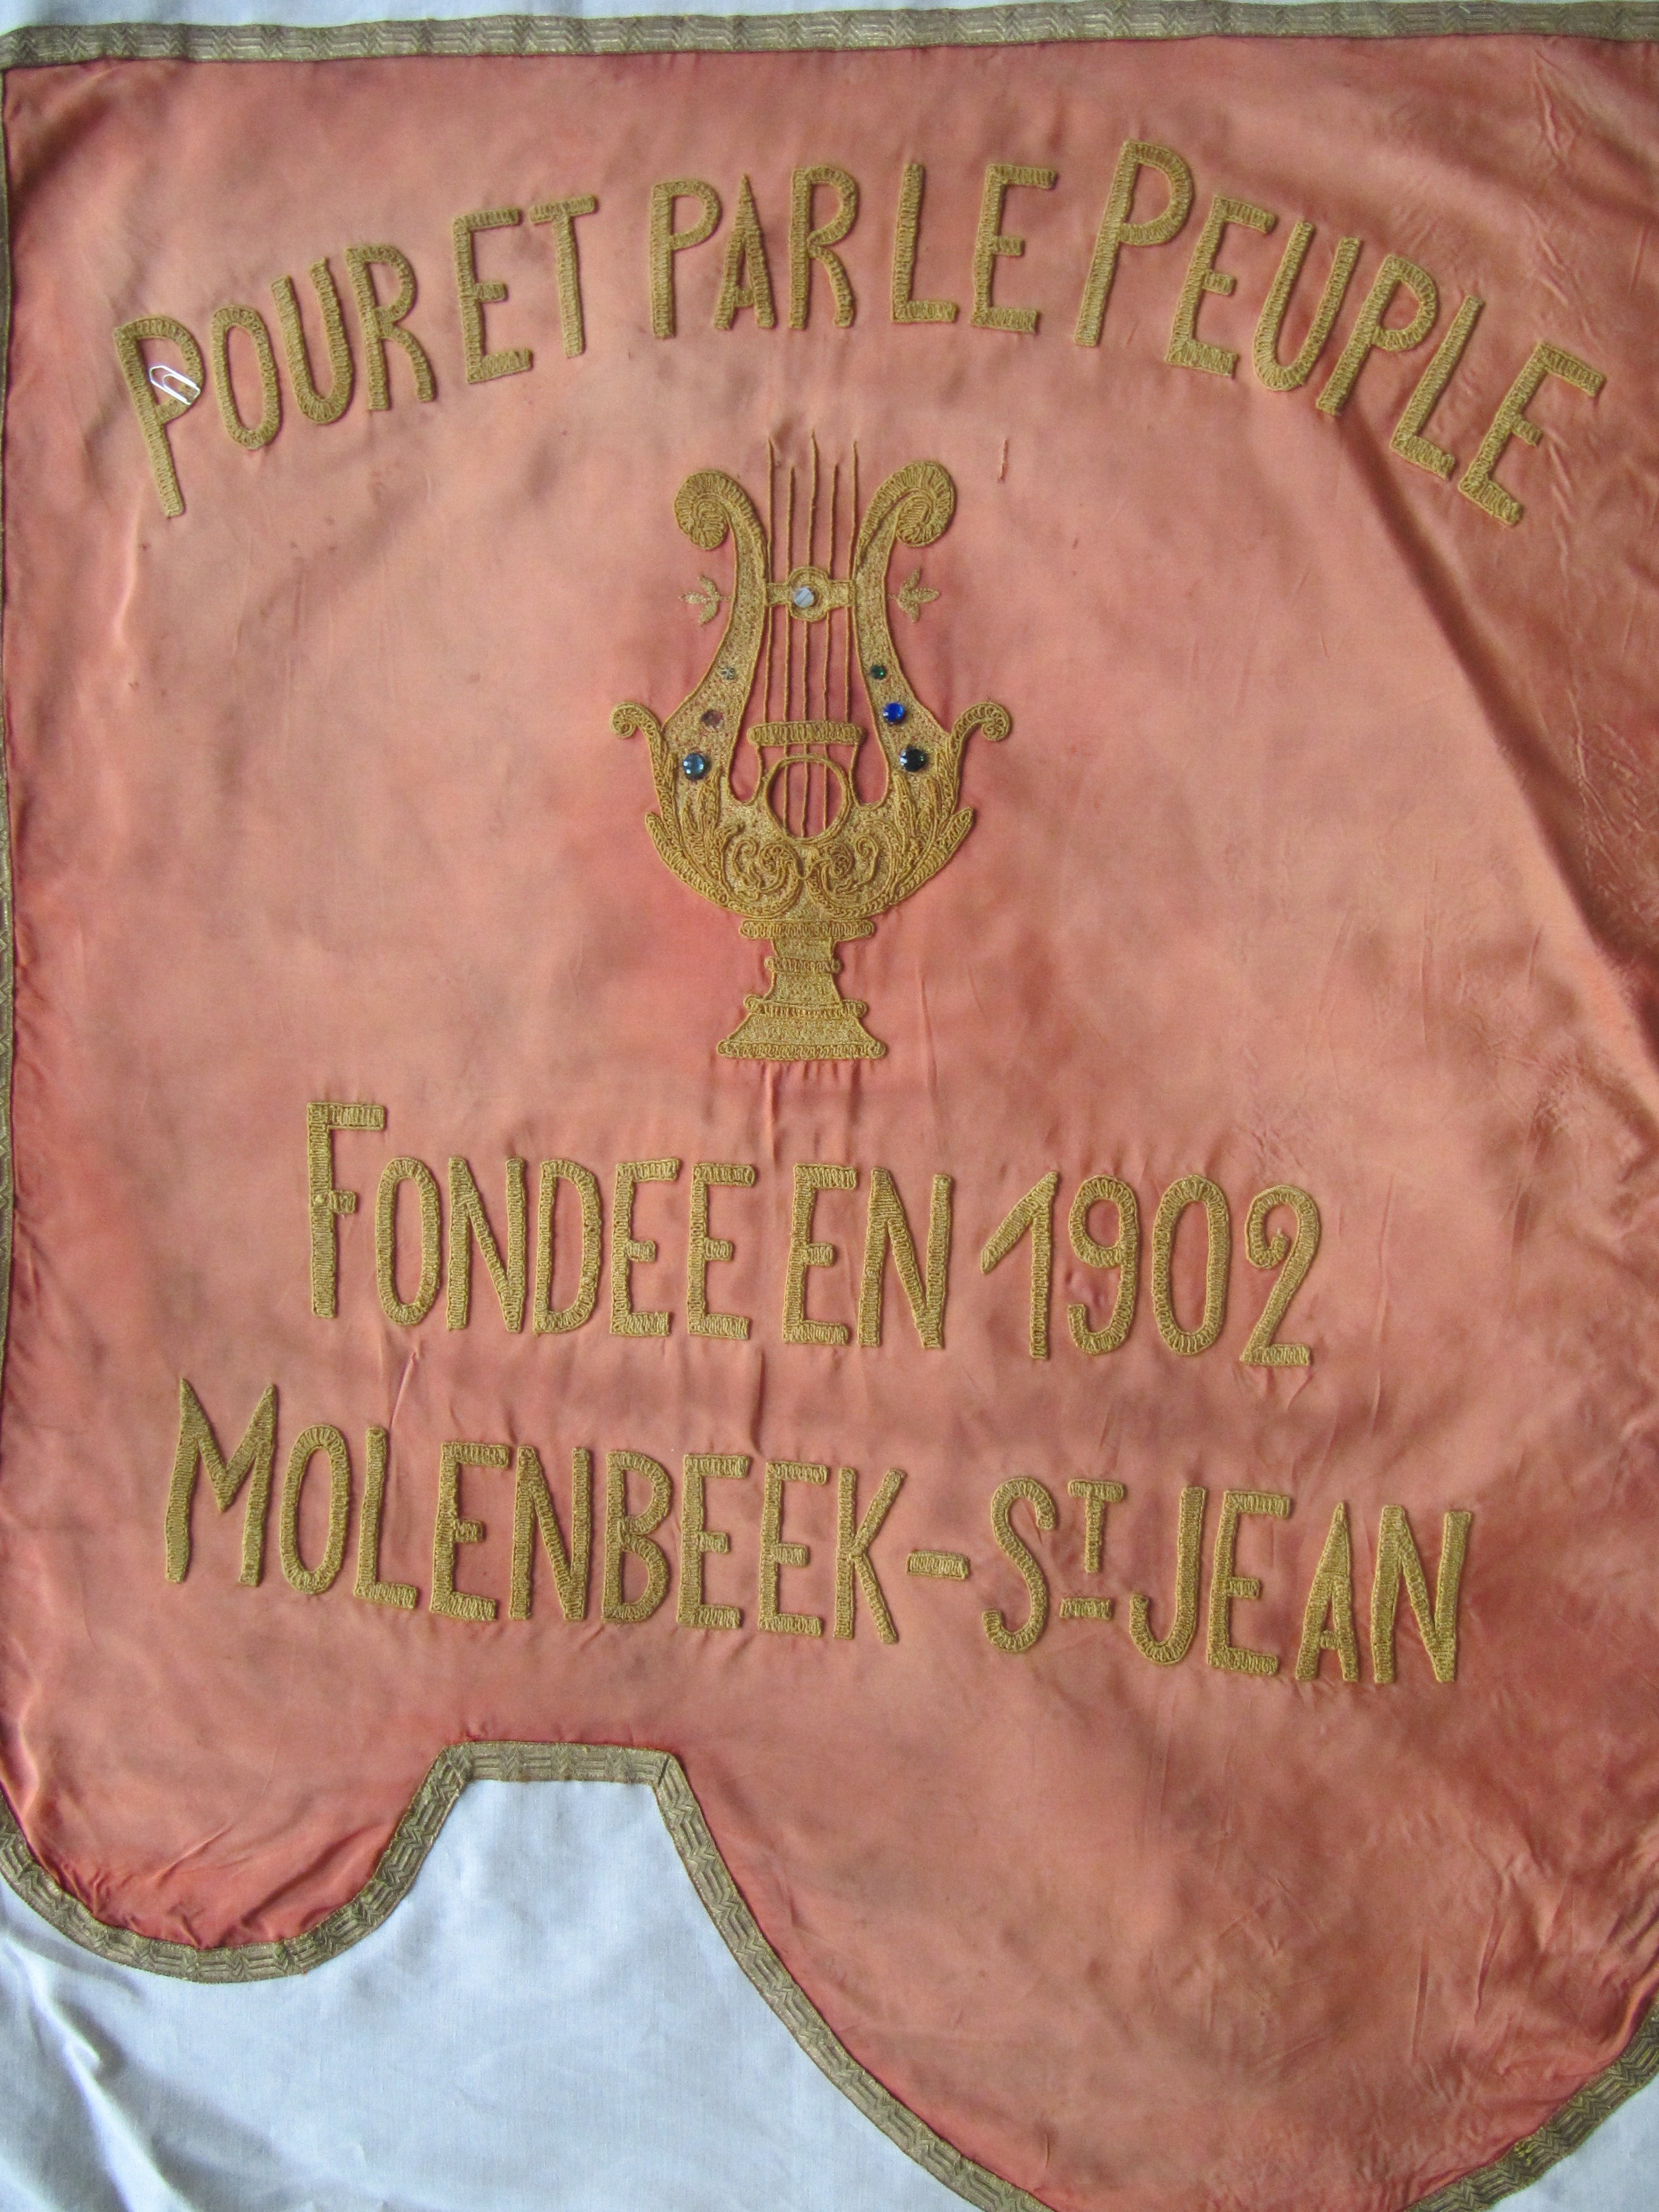 POUR ET PAR LE PEUPLE
FONDEE EN 1902
MOLENBEEK-ST JEAN